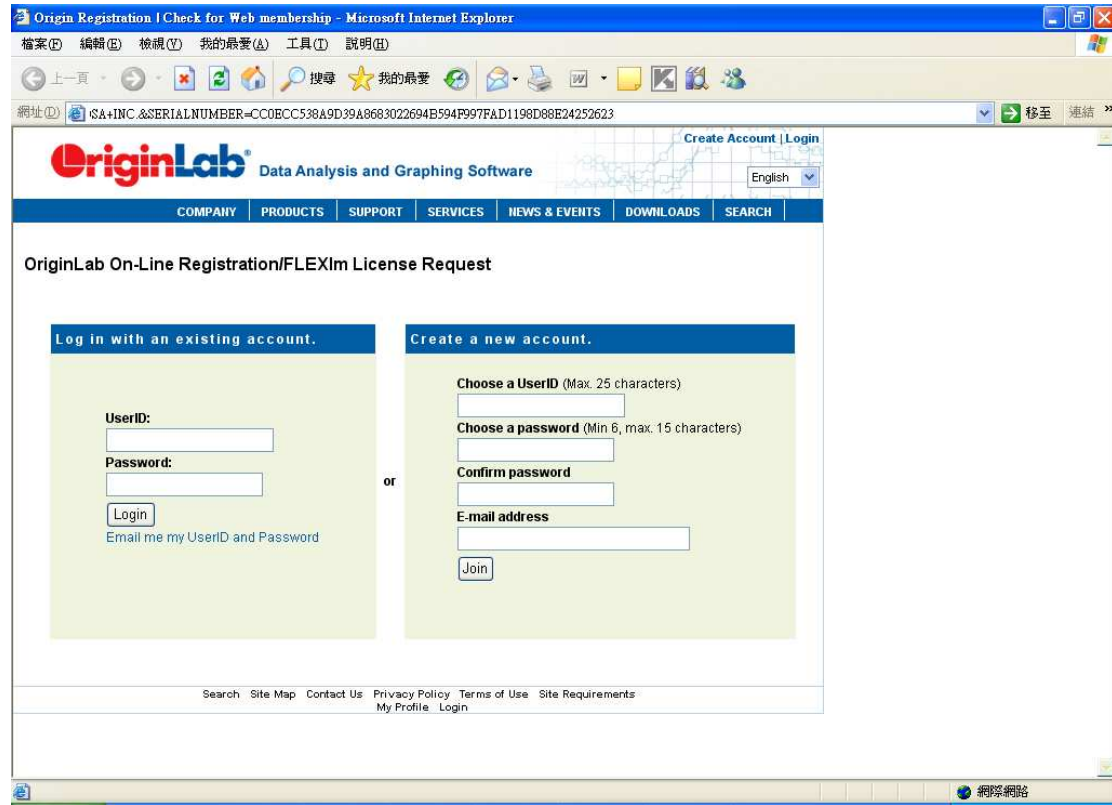 Origin Registration | Check for Web membership - Microsoft Internet Explorer
檔案(F) 編輯(E) 檢視(V) 我的最愛(A) 工具(T) 說明(H)
上一頁 搜尋 我的最愛
網址(D) SA+INC.&SERIALNUMBER=CC0ECC538A9D39A8683022694B594F997FAD1198D88E24252623 移至 連結 »
Create Account | Login
OriginLab® Data Analysis and Graphing Software
English
COMPANY PRODUCTS SUPPORT SERVICES NEWS & EVENTS DOWNLOADS SEARCH
OriginLab On-Line Registration/FLEXlm License Request
Log in with an existing account.
UserID:
Password:
Login
Email me my UserID and Password
or
Create a new account.
Choose a UserID (Max. 25 characters)
Choose a password (Min 6, max. 15 characters)
Confirm password
E-mail address
Join
Search Site Map Contact Us Privacy Policy Terms of Use Site Requirements
My Profile Login
網際網路